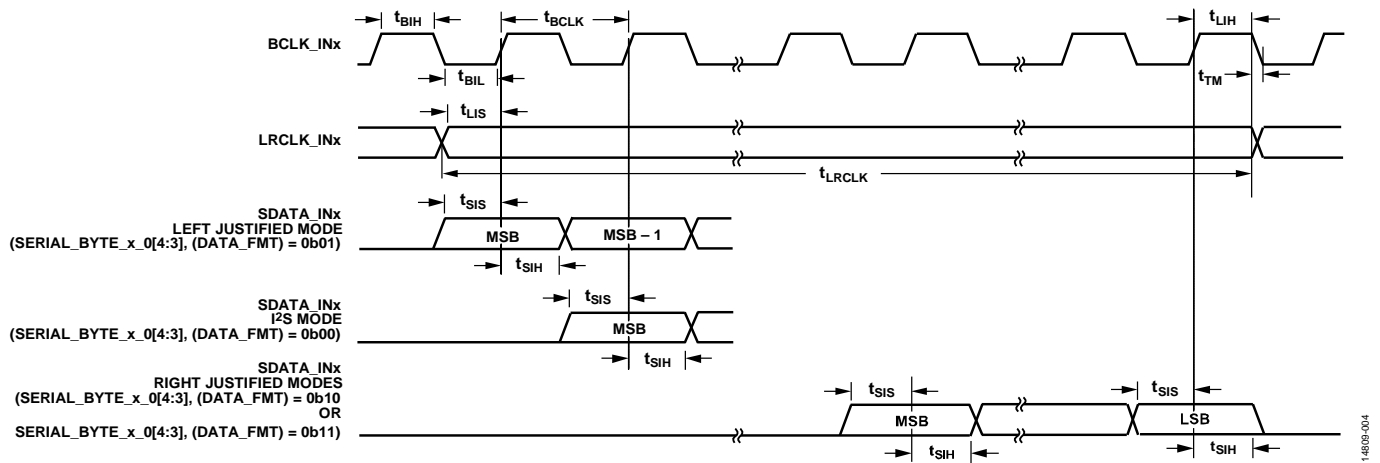 tBIH
tBCLK
tLIH
BCLK_INx
tBIL
tTM
tLIS
LRCLK_INx
tLRCLK
tSIS
SDATA_INx
LEFT JUSTIFIED MODE
(SERIAL_BYTE_x_0[4:3], (DATA_FMT) = 0b01)
MSB
MSB – 1
tSIH
tSIS
SDATA_INx
I2S MODE
(SERIAL_BYTE_x_0[4:3], (DATA_FMT) = 0b00)
MSB
tSIH
SDATA_INx
RIGHT JUSTIFIED MODES
(SERIAL_BYTE_x_0[4:3], (DATA_FMT) = 0b10
OR
SERIAL_BYTE_x_0[4:3], (DATA_FMT) = 0b11)
tSIS
tSIS
MSB
LSB
tSIH
tSIH
14809-004